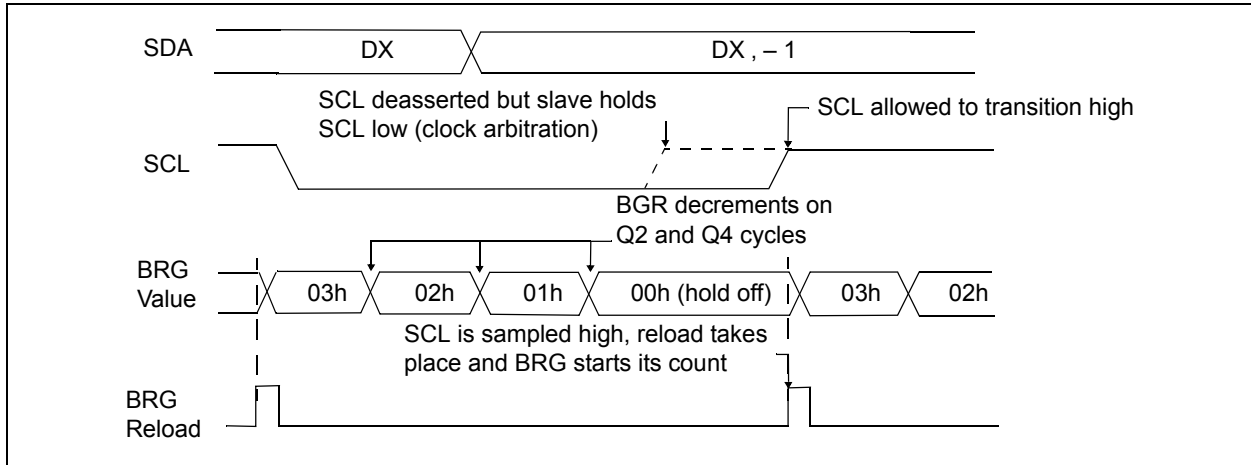 SDA
DX
DX , – 1
SCL deasserted but slave holds
SCL low (clock arbitration)
SCL allowed to transition high
SCL
BGR decrements on
Q2 and Q4 cycles
BRG
Value
03h
02h
01h
00h (hold off)
03h
02h
SCL is sampled high, reload takes
place and BRG starts its count
BRG
Reload